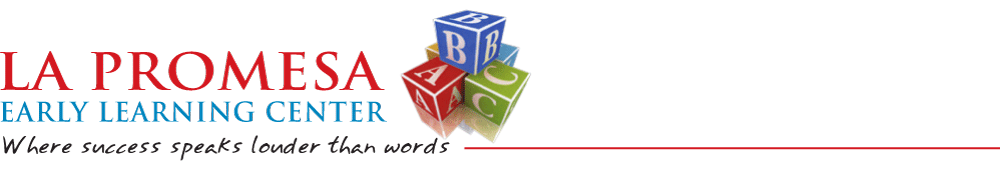 LA PROMESA
EARLY LEARNING CENTER
Where success speaks louder than words
B B B
A A A
C C